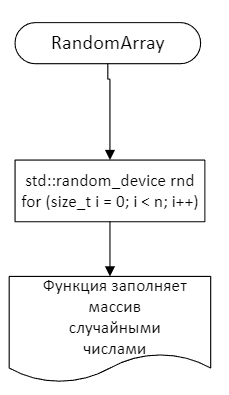 RandomArray
std::random_device rnd
for (size_t i = 0; i < n; i++)
Функция заполняет
массив
случайными
числами